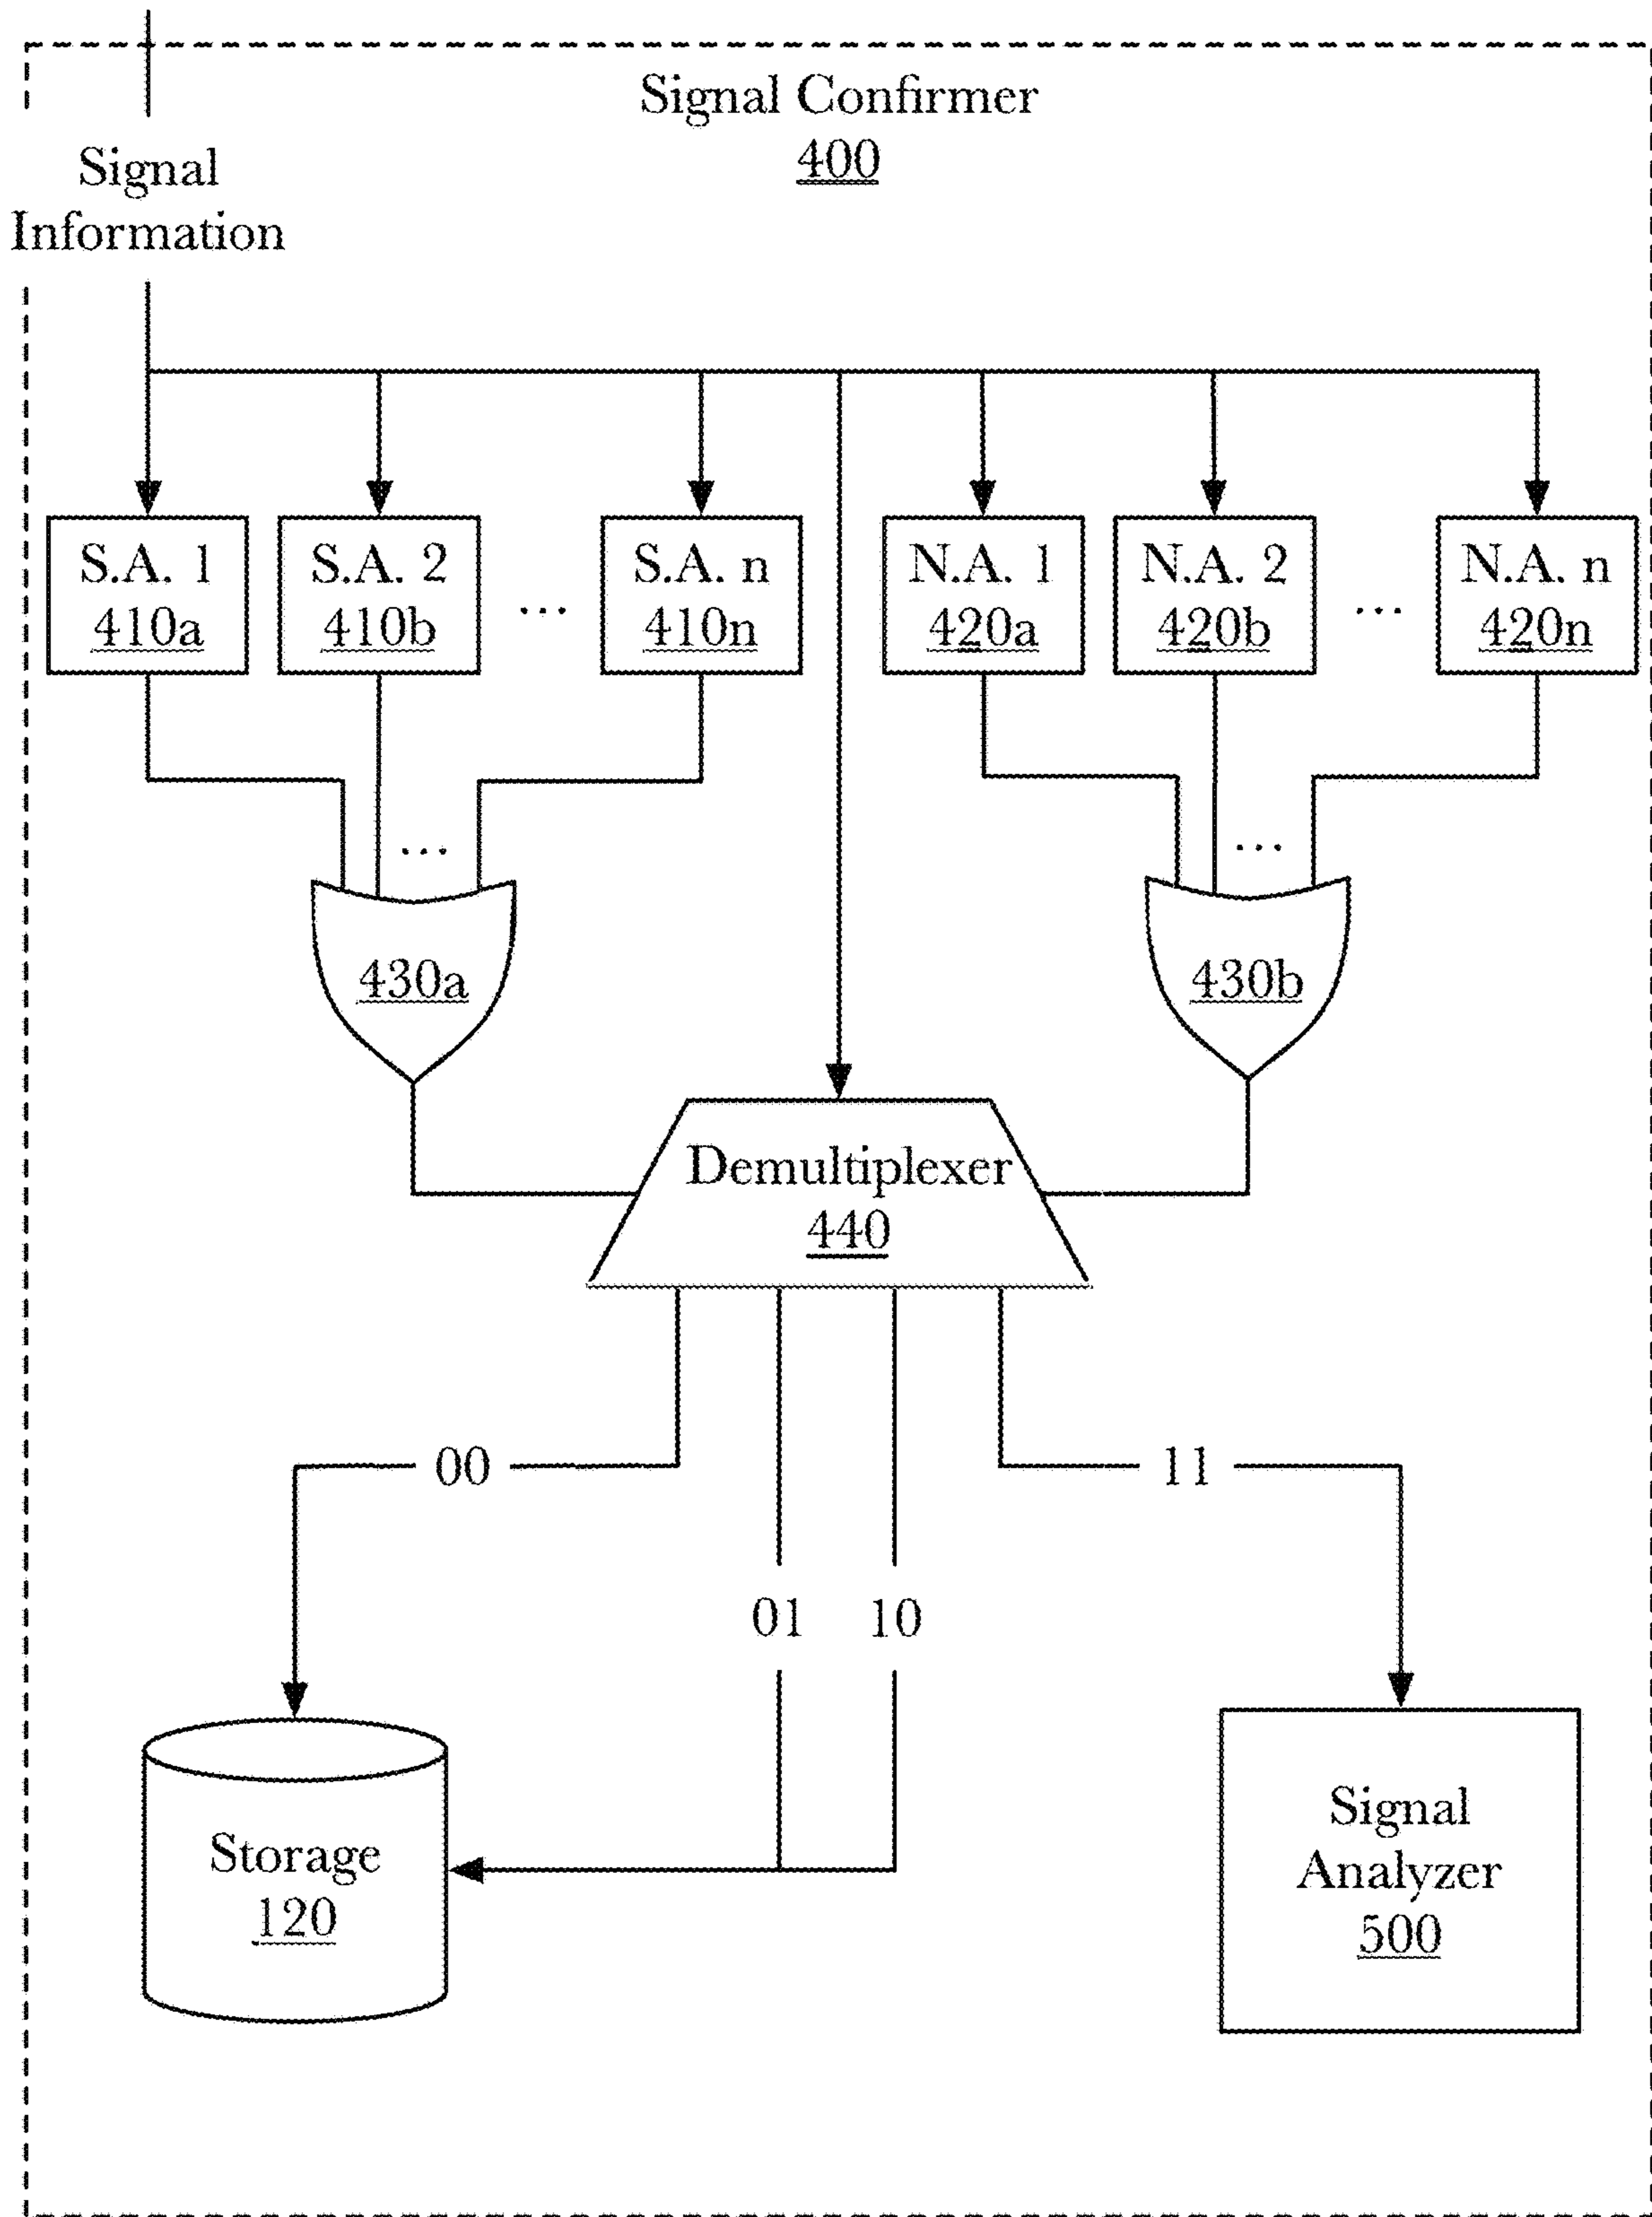 Signal Confirmer
400
Signal
Information
S.A. 1
410a
S.A. 2
410b
...
S.A. n
410n
N.A. 1
420a
N.A. 2
420b
...
N.A. n
420n
...
...
430a
430b
Demultiplexer
440
00
11
01
10
Storage
120
Signal
Analyzer
500